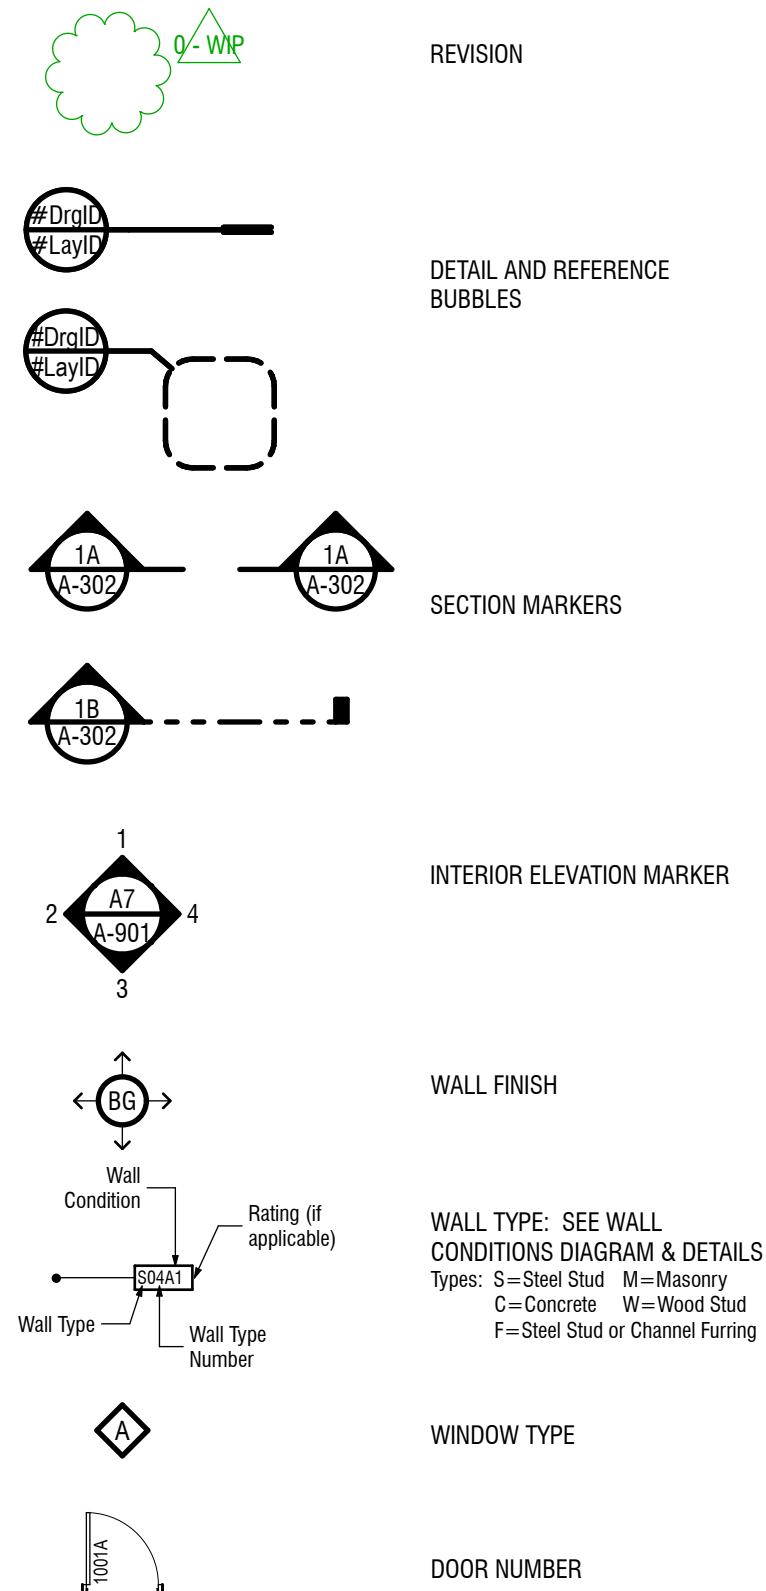 0 - WIP
REVISION
#DrgID
#LayID
DETAIL AND REFERENCE
BUBBLES
#DrgID
#LayID
1A
A-302
1A
A-302
SECTION MARKERS
1B
A-302
1
2
A7
A-901
4
3
INTERIOR ELEVATION MARKER
BG
WALL FINISH
Wall
Condition
Rating (if
applicable)
S04A1
Wall Type
Wall Type
Number
WALL TYPE:  SEE WALL
CONDITIONS DIAGRAM & DETAILS
Types:  S=Steel Stud   M=Masonry
C=Concrete    W=Wood Stud
F=Steel Stud or Channel Furring
A
WINDOW TYPE
1001A
DOOR NUMBER